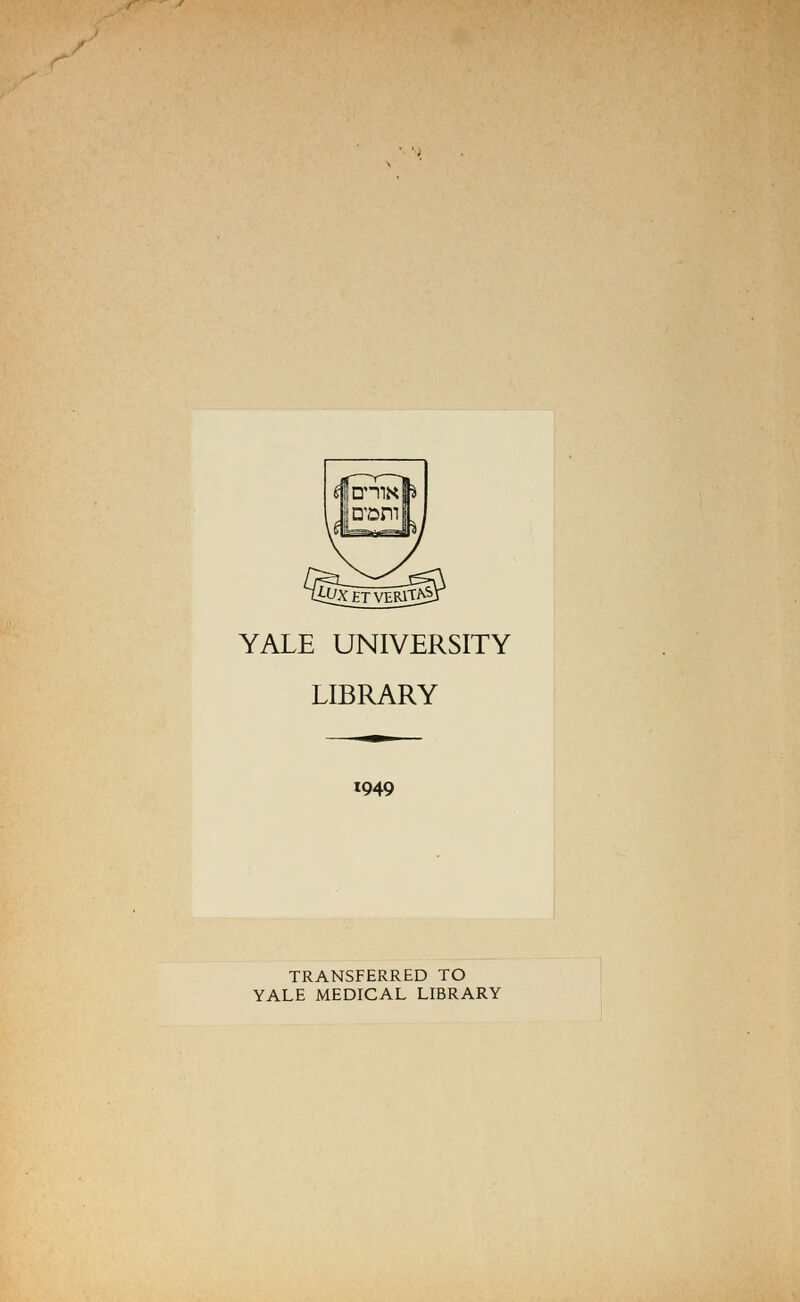 אורים
ותמים
LUX ET VERITAS
YALE UNIVERSITY
LIBRARY
1949
TRANSFERRED TO
YALE MEDICAL LIBRARY